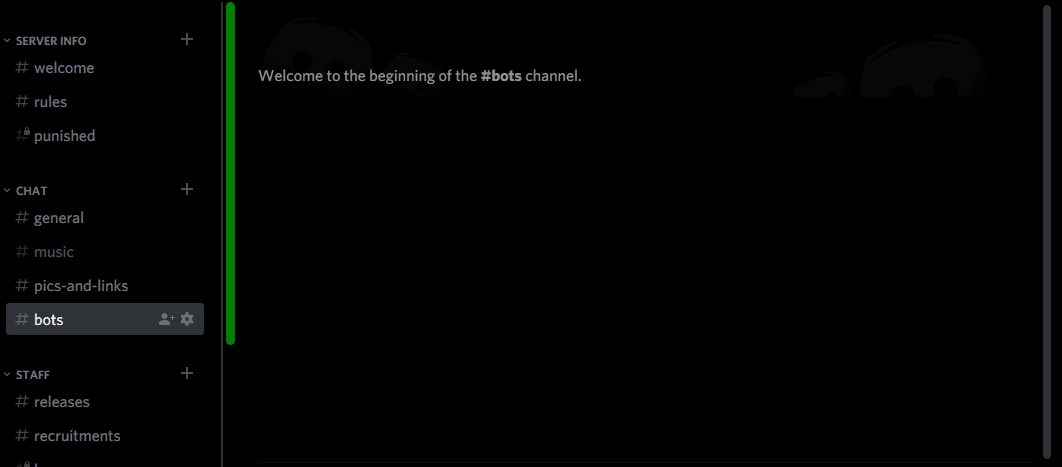 SERVER INFO
# welcome
# rules
# punished
CHAT
# general
# music
# pics-and-links
# bots
STAFF
# releases
# recruitments
Welcome to the beginning of the #bots channel.